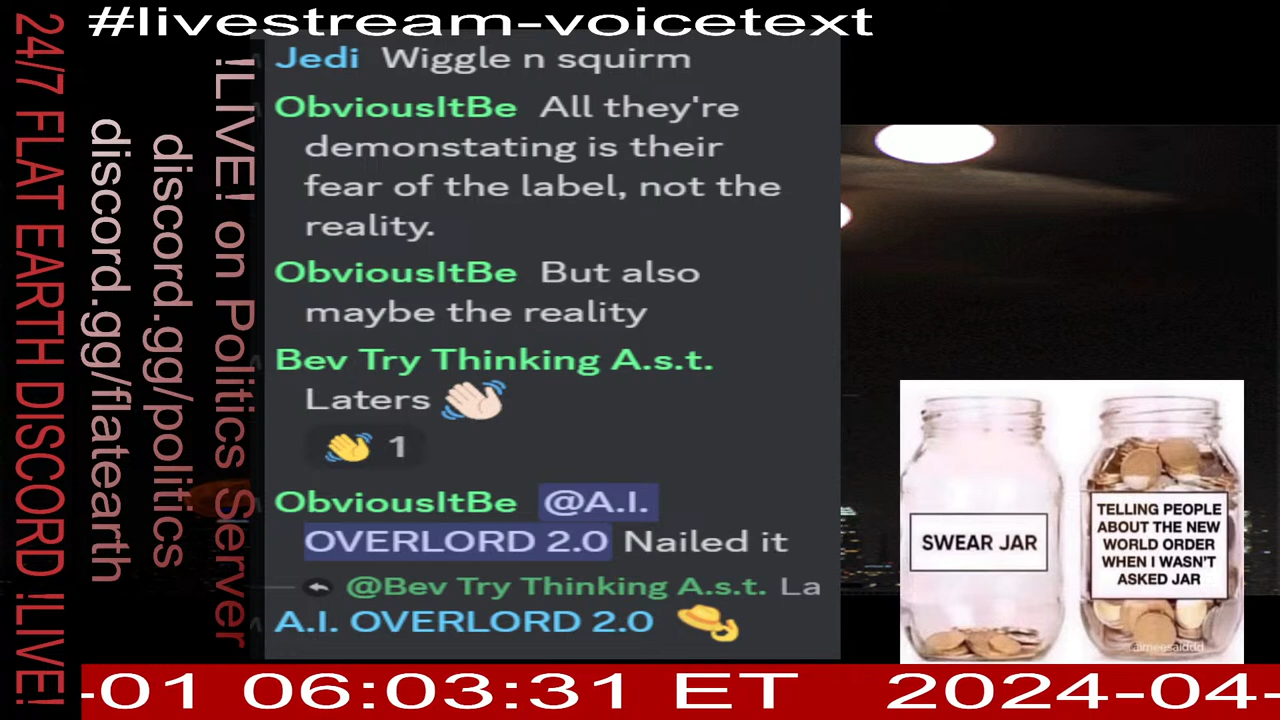 #livestream-voicetext
24/7 FLAT EARTH DISCORD !LIVE!
discord.gg/flatearth
discord.gg/politics
!LIVE! on Politics Server
Jedi Wiggle n squirm
ObviousItBe All they're
demonstating is their
fear of the label, not the
reality.
ObviousItBe But also
maybe the reality
Bev Try Thinking A.s.t.
Laters 👋🏻
👋 1
ObviousItBe @A.I.
OVERLORD 2.0 Nailed it
@Bev Try Thinking A.s.t. La
A.I. OVERLORD 2.0
SWEAR JAR
TELLING PEOPLE
ABOUT THE NEW
WORLD ORDER
WHEN I WASN'T
ASKED JAR
@aimeesaiddd
-01 06:03:31 ET 2024-04-